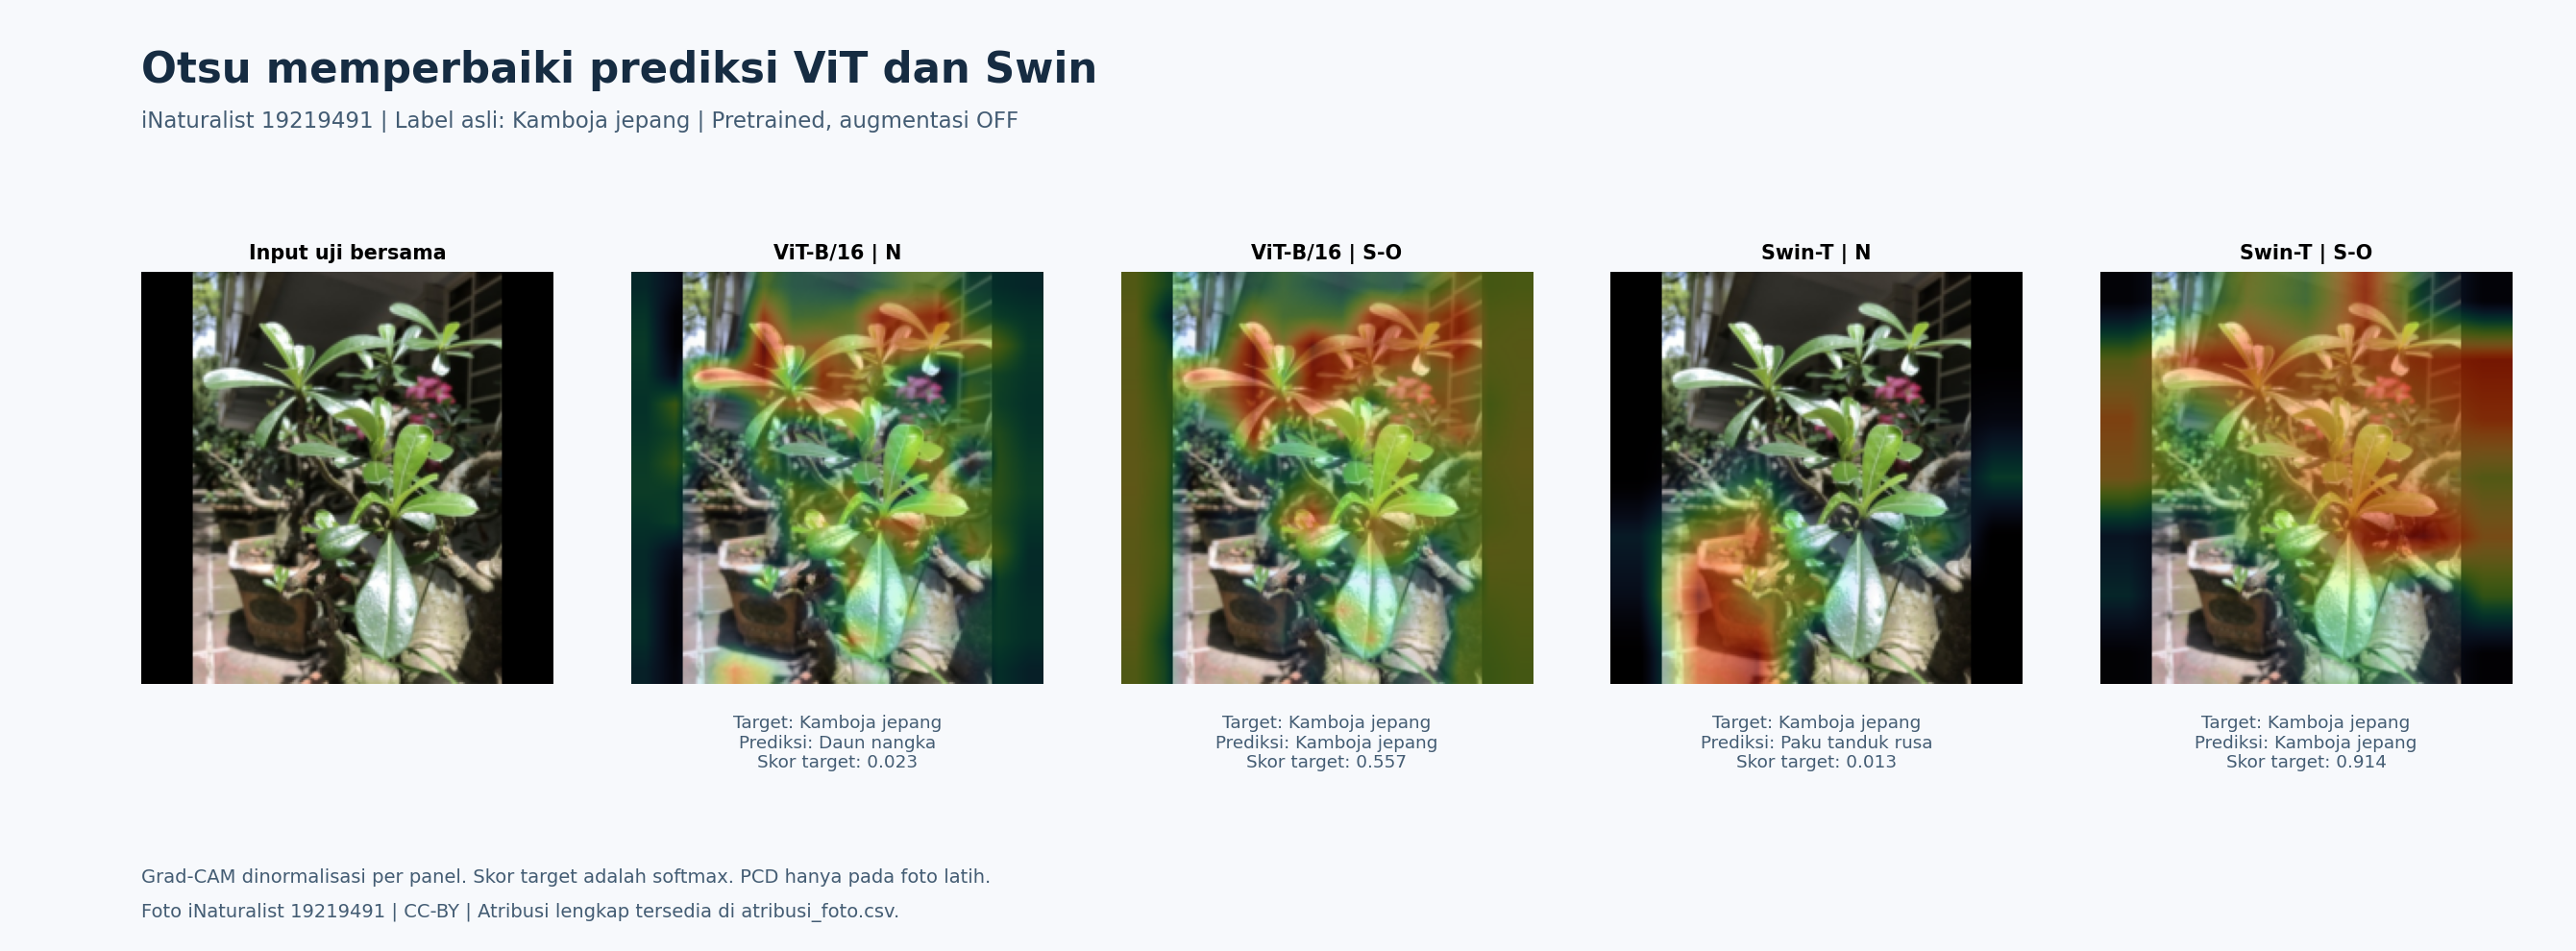 Otsu memperbaiki prediksi ViT dan Swin
iNaturalist 19219491 | Label asli: Kamboja jepang | Pretrained, augmentasi OFF
Input uji bersama
ViT-B/16 | N
ViT-B/16 | S-O
Swin-T | N
Swin-T | S-O
Target: Kamboja jepang
Prediksi: Daun nangka
Skor target: 0.023
Target: Kamboja jepang
Prediksi: Kamboja jepang
Skor target: 0.557
Target: Kamboja jepang
Prediksi: Paku tanduk rusa
Skor target: 0.013
Target: Kamboja jepang
Prediksi: Kamboja jepang
Skor target: 0.914
Grad-CAM dinormalisasi per panel. Skor target adalah softmax. PCD hanya pada foto latih.
Foto iNaturalist 19219491 | CC-BY | Atribusi lengkap tersedia di atribusi_foto.csv.